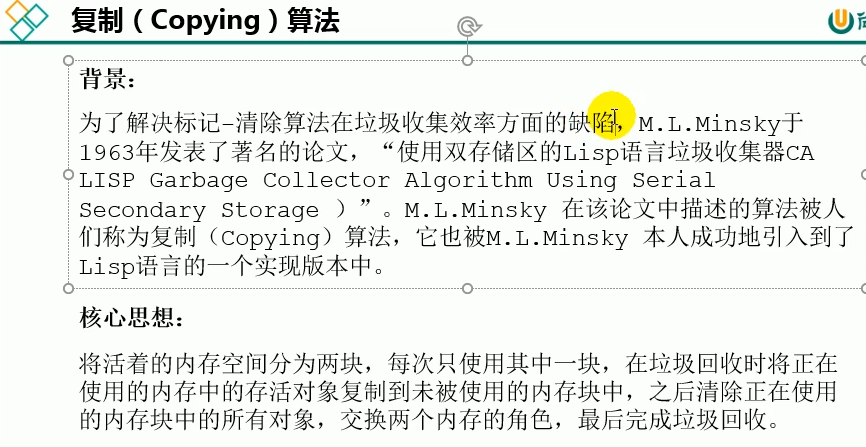 复制（Copying）算法
背景：
为了解决标记-清除算法在垃圾收集效率方面的缺陷，M.L.Minsky于
1963年发表了著名的论文，“使用双存储区的Lisp语言垃圾收集器CA
LISP Garbage Collector Algorithm Using Serial
Secondary Storage ）”。M.L.Minsky 在该论文中描述的算法被人
们称为复制（Copying）算法，它也被M.L.Minsky 本人成功地引入到了
Lisp语言的一个实现版本中。
核心思想：
将活着的内存空间分为两块，每次只使用其中一块，在垃圾回收时将正在
使用的内存中的存活对象复制到未被使用的内存块中，之后清除正在使用
的内存块中的所有对象，交换两个内存的角色，最后完成垃圾回收。